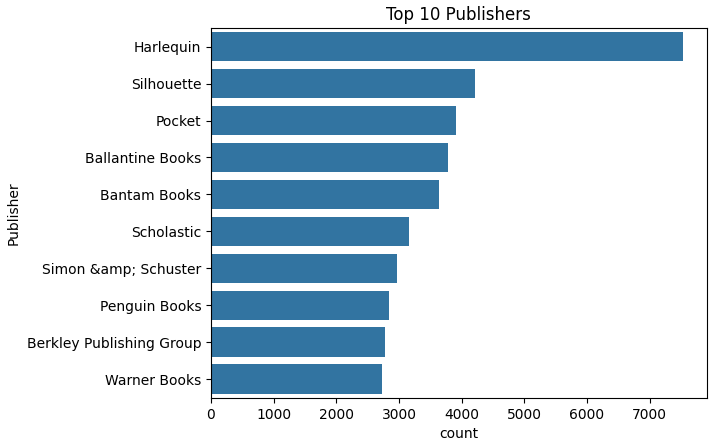 Top 10 Publishers
Publisher
Harlequin
Silhouette
Pocket
Ballantine Books
Bantam Books
Scholastic
Simon &amp; Schuster
Penguin Books
Berkley Publishing Group
Warner Books
0 1000 2000 3000 4000 5000 6000 7000
count